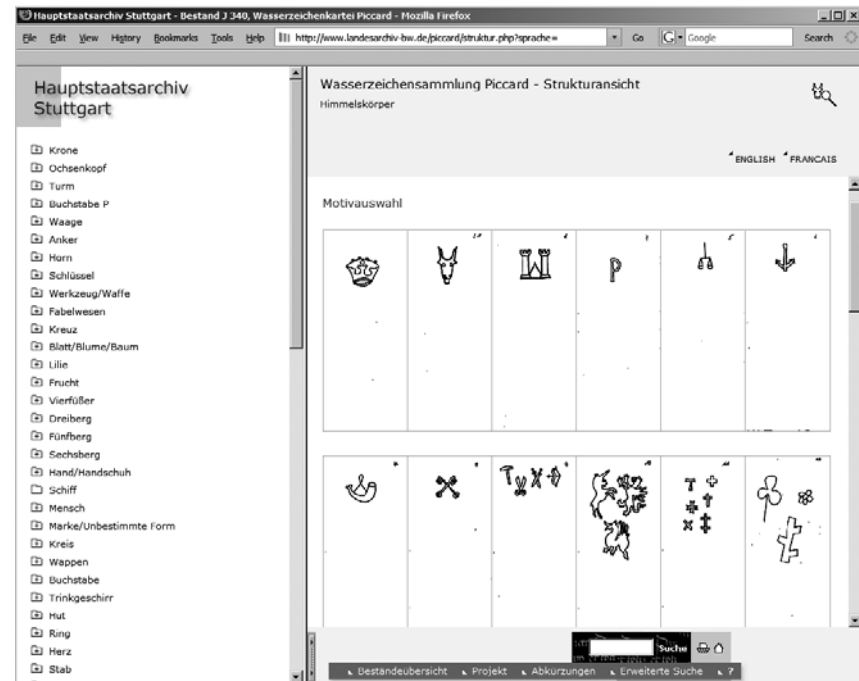 Hauptstaatsarchiv Stuttgart - Bestand J 340, Wasserzeichenkartei Piccard - Mozilla Firefox
File Edit View History Bookmarks Tools Help http://www.landesarchiv-bw.de/piccard/struktur.php?sprache= Go G Google Search
Hauptstaatsarchiv
Stuttgart
Krone
Ochsenkopf
Turm
Buchstabe P
Waage
Anker
Horn
Schlüssel
Werkzeug/Waffe
Fabelwesen
Kreuz
Blatt/Blume/Baum
Lilie
Frucht
Vierfüßer
Dreiberg
Fünfberg
Sechsberg
Hand/Handschuh
Schiff
Mensch
Marke/Unbestimmte Form
Kreis
Wappen
Buchstabe
Trinkgeschirr
Hut
Ring
Herz
Stab
Wasserzeichensammlung Piccard - Strukturansicht
Himmelskörper
ENGLISH FRANCAIS
Motivauswahl
P
Suche
Bestandeübersicht Projekt Abkürzungen Erweiterte Suche ?